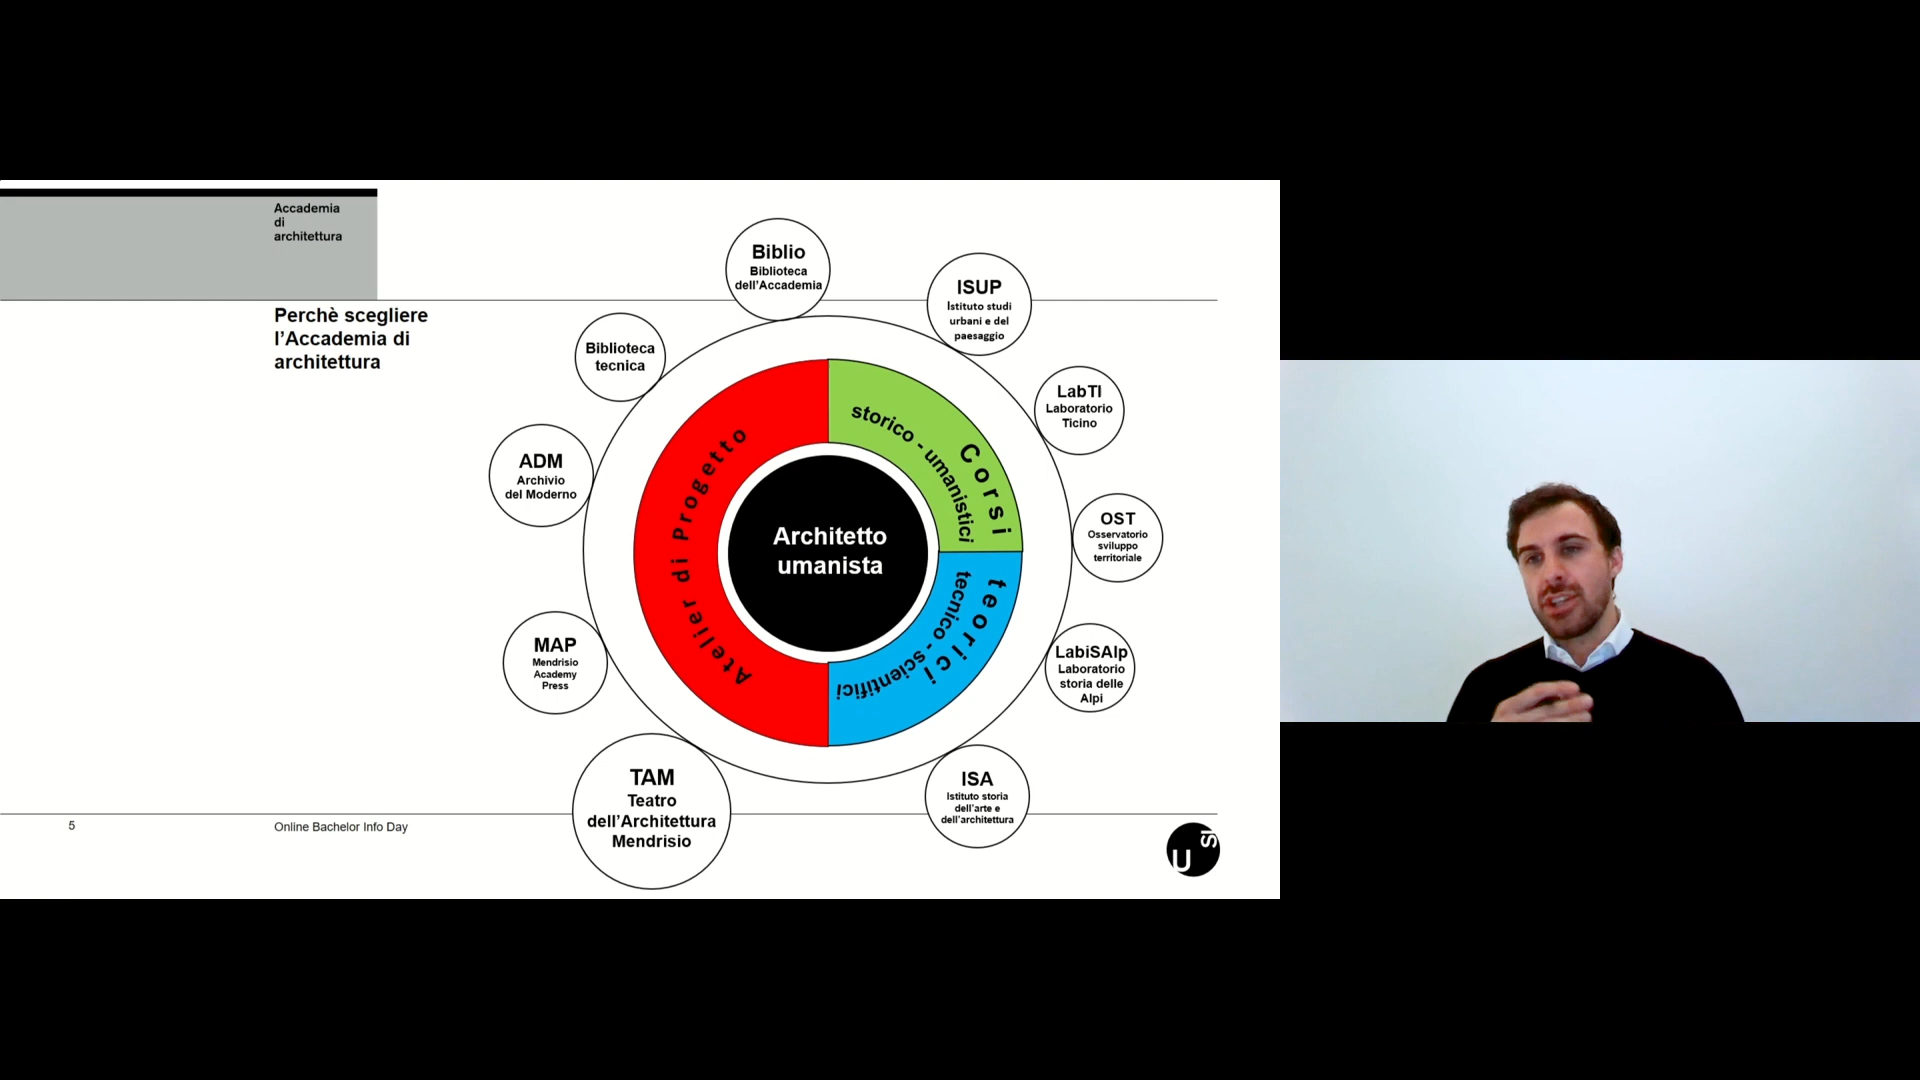 Accademia
di
architettura
Perchè scegliere
l'Accademia di
architettura
Biblio
Biblioteca
dell'Accademia
ISUP
Istituto studi
urbani e del
paesaggio
Biblioteca
tecnica
LabTI
Laboratorio
Ticino
ADM
Archivio
del Moderno
OST
Osservatorio
sviluppo
territoriale
MAP
Mendrisio
Academy
Press
LabiSAlp
Laboratorio
storia delle
Alpi
TAM
Teatro
dell'Architettura
Mendrisio
ISA
Istituto storia
dell'arte e
dell'architettura
Atelier di Progetto
Corsi
storico - umanistici
teorici
tecnico - scientifici
Architetto
umanista
5
Online Bachelor Info Day
U
SI